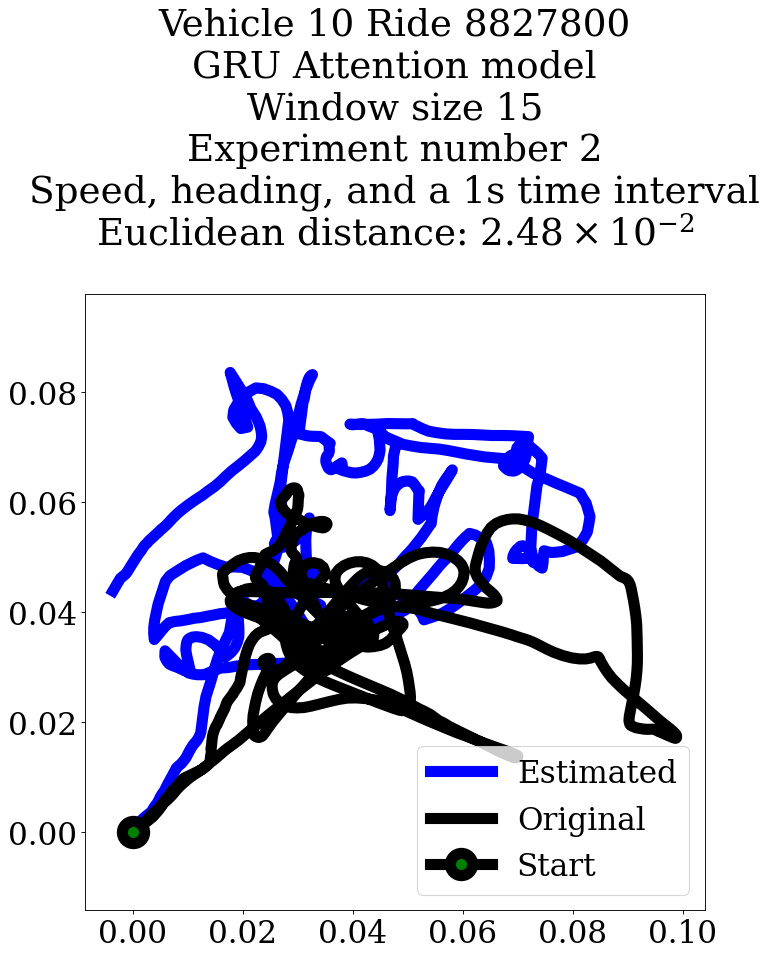 Vehicle 10 Ride 8827800
GRU Attention model
Window size 15
Experiment number 2
Speed, heading, and a 1s time interval
Euclidean distance: 2.48 × 10⁻²
0.08
0.06
0.04
0.02
0.00
Estimated
Original
Start
0.00 0.02 0.04 0.06 0.08 0.10